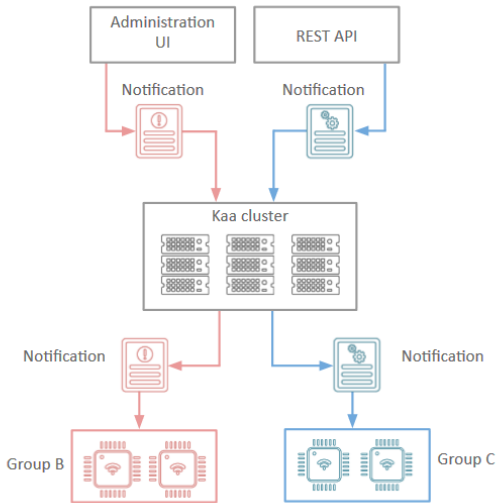 Administration
UI
REST API
Notification
Notification
Kaa cluster
Notification
Notification
Group B
Group C